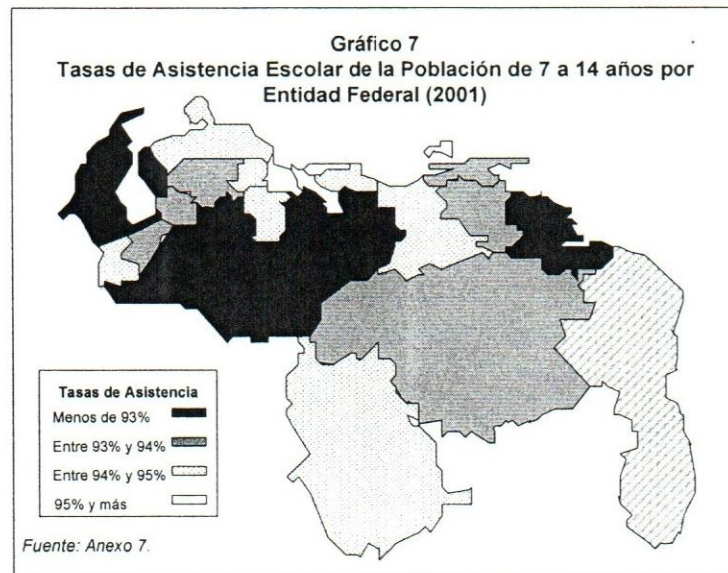 Gráfico 7
Tasas de Asistencia Escolar de la Población de 7 a 14 años por
Entidad Federal (2001)
Tasas de Asistencia
Menos de 93%
Entre 93% y 94%
Entre 94% y 95%
95% y más
Fuente: Anexo 7.